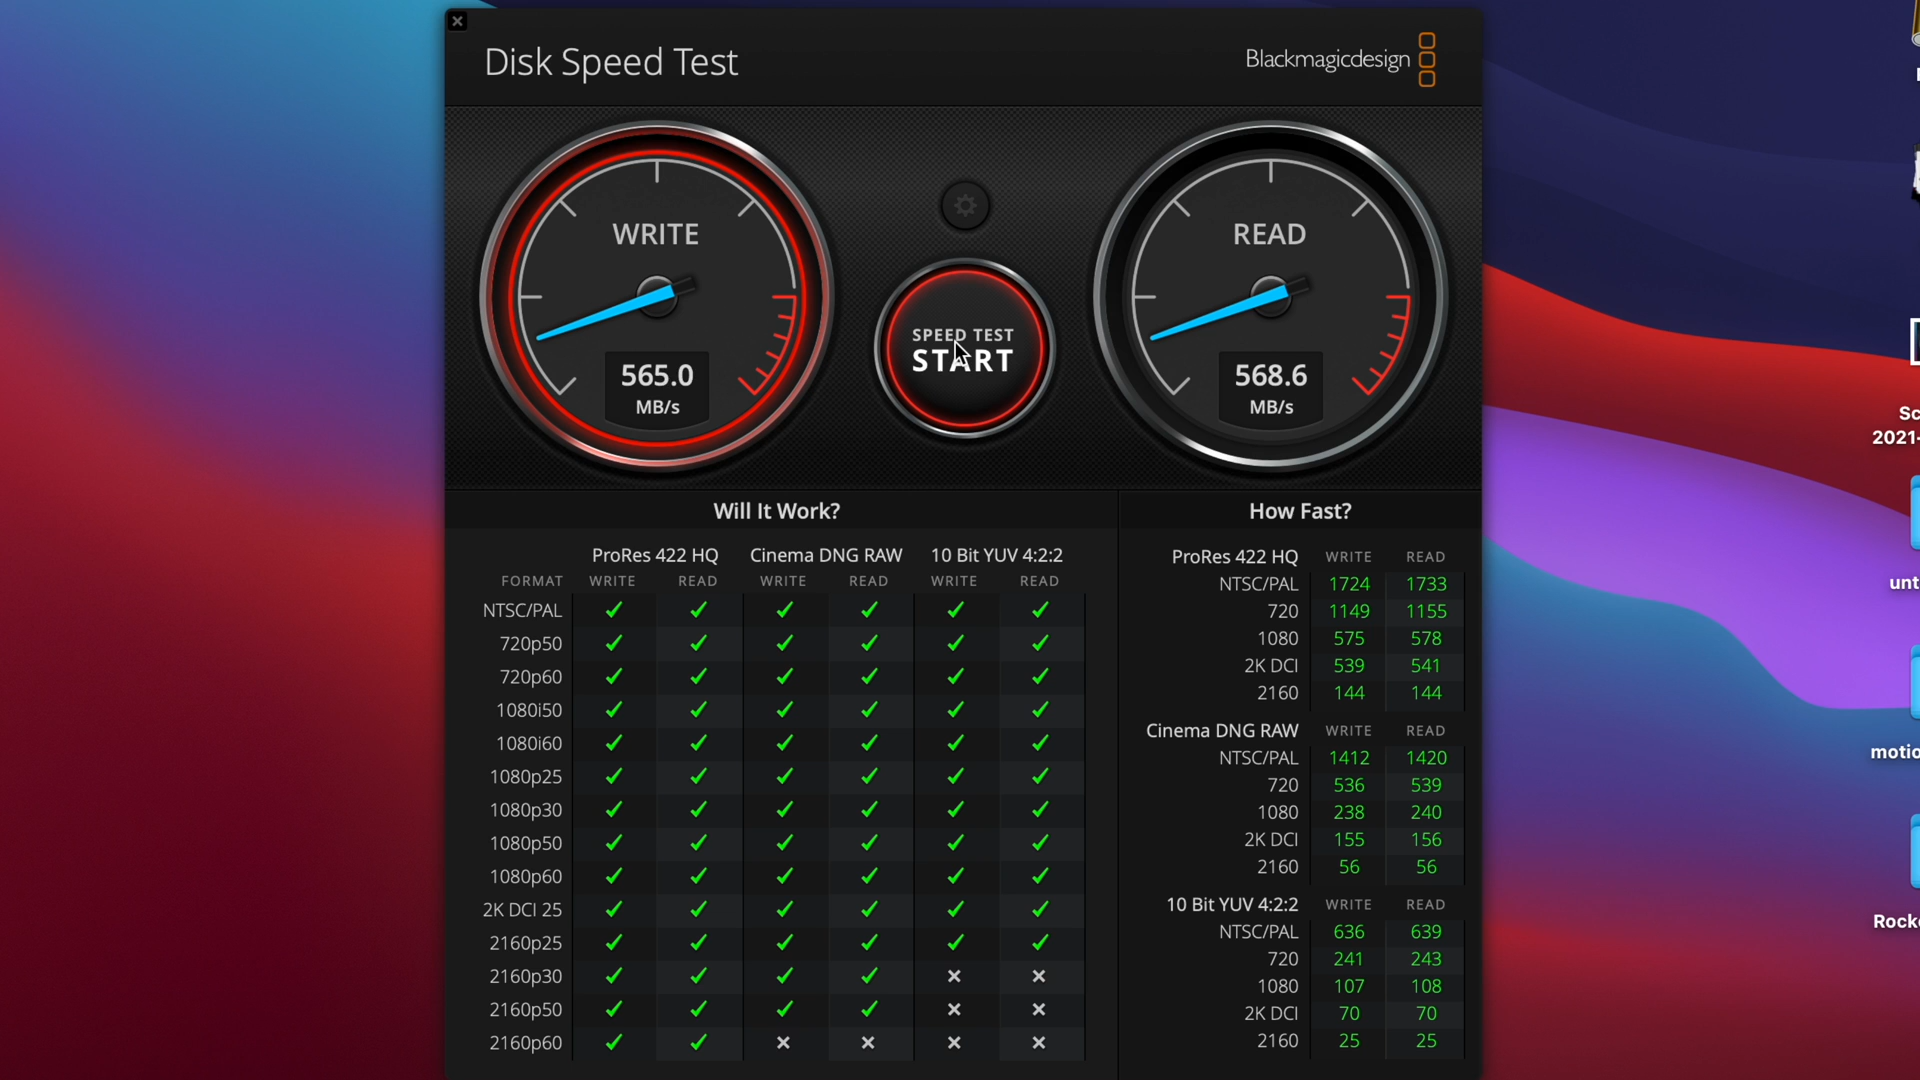 Disk Speed Test
Blackmagicdesign
WRITE
565.0
MB/s
SPEED TEST
START
READ
568.6
MB/s
Will It Work?
ProRes 422 HQ Cinema DNG RAW 10 Bit YUV 4:2:2
FORMAT WRITE READ WRITE READ WRITE READ
NTSC/PAL
720p50
720p60
1080i50
1080i60
1080p25
1080p30
1080p50
1080p60
2K DCI 25
2160p25
2160p30
2160p50
2160p60
How Fast?
ProRes 422 HQ WRITE READ
NTSC/PAL 1724 1733
720 1149 1155
1080 575 578
2K DCI 539 541
2160 144 144
Cinema DNG RAW WRITE READ
NTSC/PAL 1412 1420
720 536 539
1080 238 240
2K DCI 155 156
2160 56 56
10 Bit YUV 4:2:2 WRITE READ
NTSC/PAL 636 639
720 241 243
1080 107 108
2K DCI 70 70
2160 25 25
Sc
2021-
unt
motio
Rock